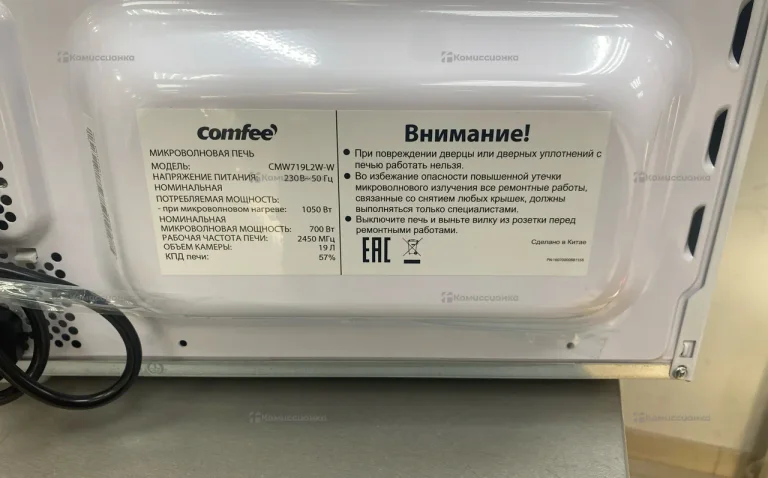 Комиссионка
Комиссионка
comfee'
МИКРОВОЛНОВАЯ ПЕЧЬ
МОДЕЛЬ: CMW719L2W-W
НАПРЯЖЕНИЕ ПИТАНИЯ: 230В~50 Гц
НОМИНАЛЬНАЯ
ПОТРЕБЛЯЕМАЯ МОЩНОСТЬ:
- при микроволновом нагреве: 1050 Вт
НОМИНАЛЬНАЯ
МИКРОВОЛНОВАЯ МОЩНОСТЬ: 700 Вт
РАБОЧАЯ ЧАСТОТА ПЕЧИ: 2450 МГц
ОБЪЕМ КАМЕРЫ: 19 Л
КПД печи: 57%
Внимание!
● При повреждении дверцы или дверных уплотнений с
печью работать нельзя.
● Во избежание опасности повышенной утечки
микроволнового излучения все ремонтные работы,
связанные со снятием любых крышек, должны
выполняться только специалистами.
● Выключите печь и выньте вилку из розетки перед
ремонтными работами.
EAC
Сделано в Китае
Комиссионка
Комиссионка
Комиссионка
Комиссионка
Комиссионка